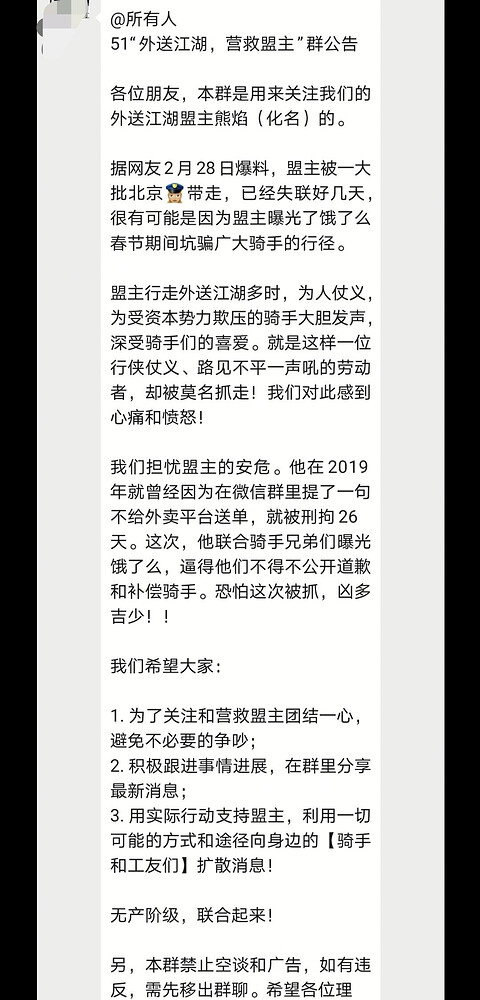 @所有人
51“外送江湖，营救盟主”群公告
各位朋友，本群是用来关注我们的
外送江湖盟主熊焰（化名）的。
据网友2月28日爆料，盟主被一大
批北京👮带走，已经失联好几天，
很有可能是因为盟主曝光了饿了么
春节期间坑骗广大骑手的行径。
盟主行走外送江湖多时，为人仗义，
为受资本势力欺压的骑手大胆发声，
深受骑手们的喜爱。就是这样一位
行侠仗义、路见不平一声吼的劳动
者，却被莫名抓走！我们对此感到
心痛和愤怒！
我们担忧盟主的安危。他在2019
年就曾经因为在微信群里提了一句
不给外卖平台送单，就被刑拘26
天。这次，他联合骑手兄弟们曝光
饿了么，逼得他们不得不公开道歉
和补偿骑手。恐怕这次被抓，凶多
吉少！！
我们希望大家：
1. 为了关注和营救盟主团结一心，
避免不必要的争吵；
2. 积极跟进事情进展，在群里分享
最新消息；
3. 用实际行动支持盟主，利用一切
可能的方式和途径向身边的【骑手
和工友们】扩散消息！
无产阶级，联合起来！
另，本群禁止空谈和广告，如有违
反，需先移出群聊。希望各位理